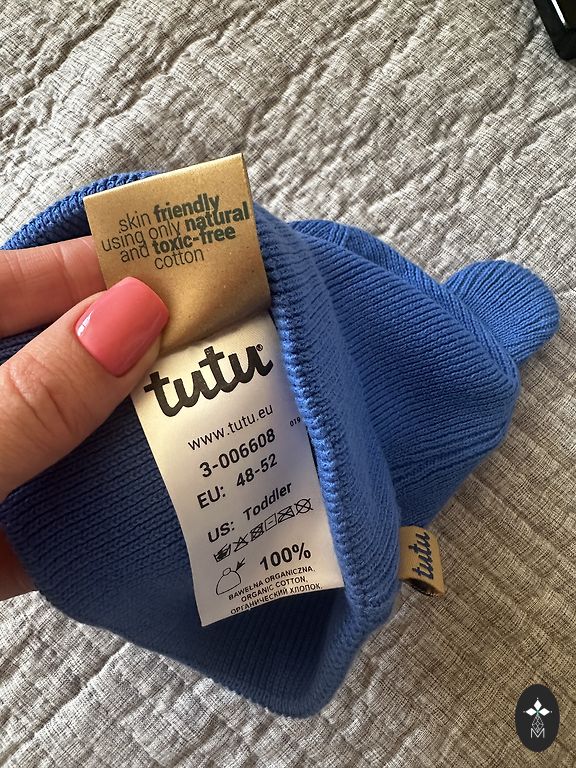 skin friendly
using only natural
and toxic-free
cotton
tutu®
www.tutu.eu
3-006608
EU: 48-52
US: Toddler
100%
BAWEŁNA ORGANICZNA,
ORGANIC COTTON,
ОРГАНИЧЕСКИЙ ХЛОПОК,
tutu